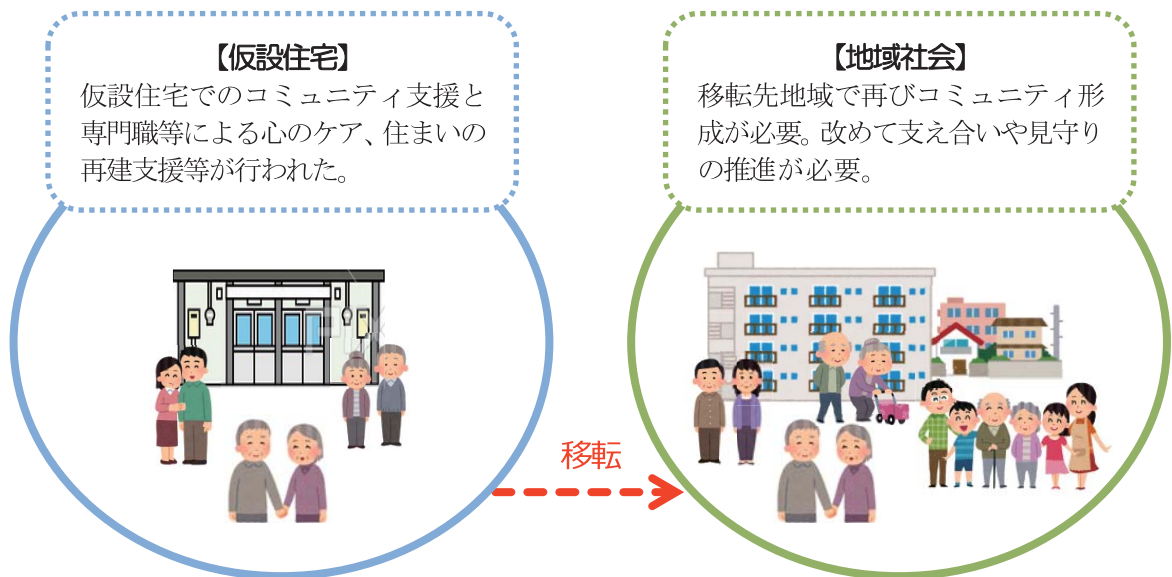 【仮設住宅】
仮設住宅でのコミュニティ支援と
専門職等による心のケア、住まいの
再建支援等が行われた。
【地域社会】
移転先地域で再びコミュニティ形
成が必要。改めて支え合いや見守り
の推進が必要。
移転